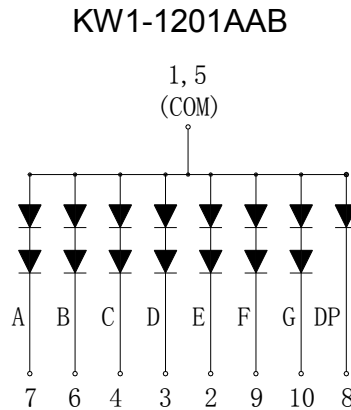 KW1-1201AAB
1,5
(COM)
A B C D E F G DP
7 6 4 3 2 9 10 8